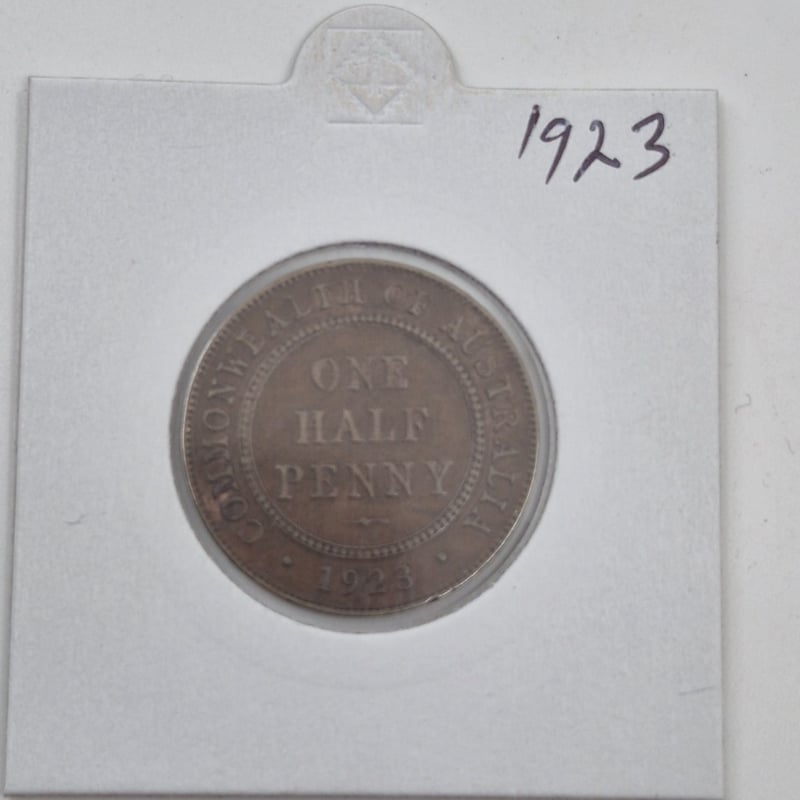 1923
COMMONWEALTH OF AUSTRALIA
ONE
HALF
PENNY
· 1923 ·